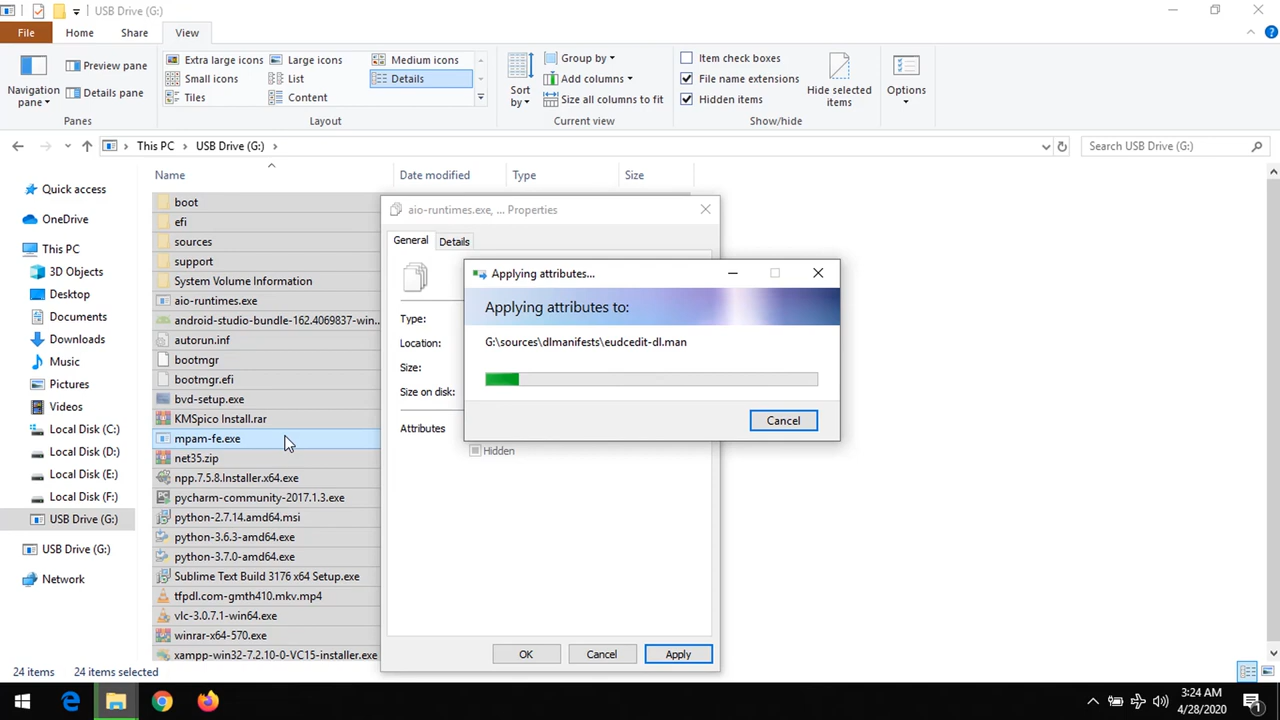 USB Drive (G:)
File Home Share View
Preview pane
Details pane
Navigation pane
Panes
Extra large icons Large icons Medium icons
Small icons List Details
Tiles Content
Layout
Sort by
Group by
Add columns
Size all columns to fit
Current view
Item check boxes
File name extensions
Hidden items
Hide selected items
Show/hide
Options
This PC USB Drive (G:)
Search USB Drive (G:)
Quick access
OneDrive
This PC
3D Objects
Desktop
Documents
Downloads
Music
Pictures
Videos
Local Disk (C:)
Local Disk (D:)
Local Disk (E:)
Local Disk (F:)
USB Drive (G:)
USB Drive (G:)
Network
Name Date modified Type Size
boot
efi
sources
support
System Volume Information
aio-runtimes.exe
android-studio-bundle-162.4069837-win...
autorun.inf
bootmgr
bootmgr.efi
bvd-setup.exe
KMSpico Install.rar
mpam-fe.exe
net35.zip
npp.7.5.8.Installer.x64.exe
pycharm-community-2017.1.3.exe
python-2.7.14.amd64.msi
python-3.6.3-amd64.exe
python-3.7.0-amd64.exe
Sublime Text Build 3176 x64 Setup.exe
tfpdl.com-gmth410.mkv.mp4
vlc-3.0.7.1-win64.exe
winrar-x64-570.exe
xampp-win32-7.2.10-0-VC15-installer.exe
aio-runtimes.exe, ... Properties
General Details
Type:
Location:
Size:
Size on disk:
Attributes
Hidden
OK Cancel Apply
Applying attributes...
Applying attributes to:
G:\sources\dlmanifests\eudcedit-dl.man
Cancel
24 items 24 items selected
3:24 AM
4/28/2020
1